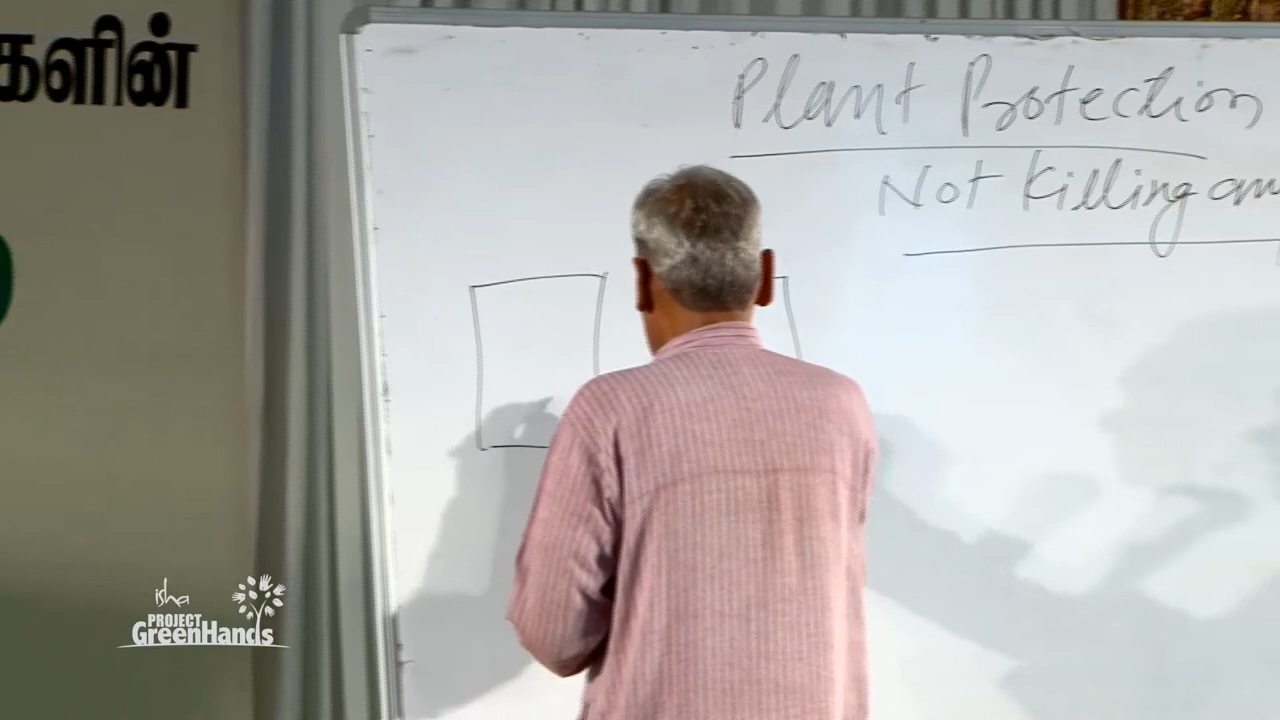 களின்
Plant Protection
Not Killing
isha
PROJECT
GreenHands